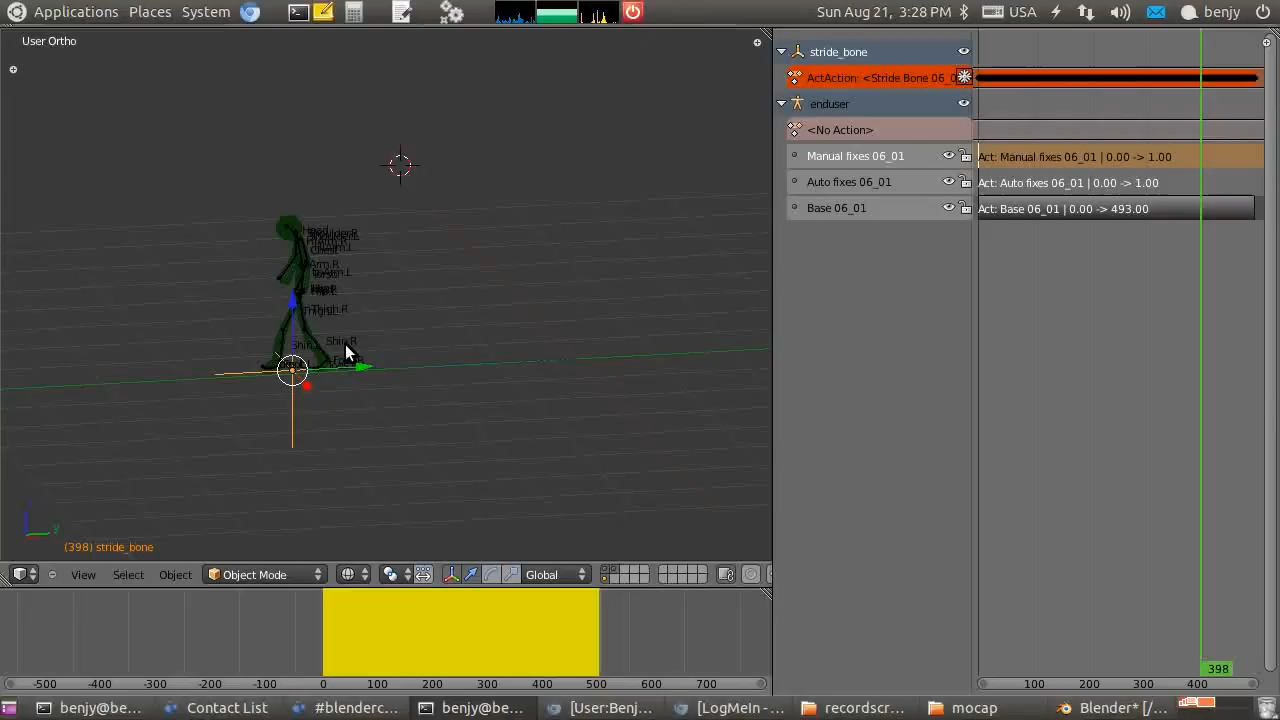 Applications Places System
Sun Aug 21, 3:28 PM
USA
benjy
User Ortho
Head
Chest
Shin.R
(398) stride_bone
View Select Object Object Mode Global
-500 -400 -300 -200 -100 0 100 200 300 400 500 600 700
stride_bone
ActAction: <Stride Bone 06_0
enduser
<No Action>
Manual fixes 06_01 Act: Manual fixes 06_01 | 0.00 -> 1.00
Auto fixes 06_01 Act: Auto fixes 06_01 | 0.00 -> 1.00
Base 06_01 Act: Base 06_01 | 0.00 -> 493.00
398
100 200 300 400
benjy@be... Contact List #blenderc... benjy@be... [User:Benj... [LogMeIn - ... recordscr... mocap Blender* [/...